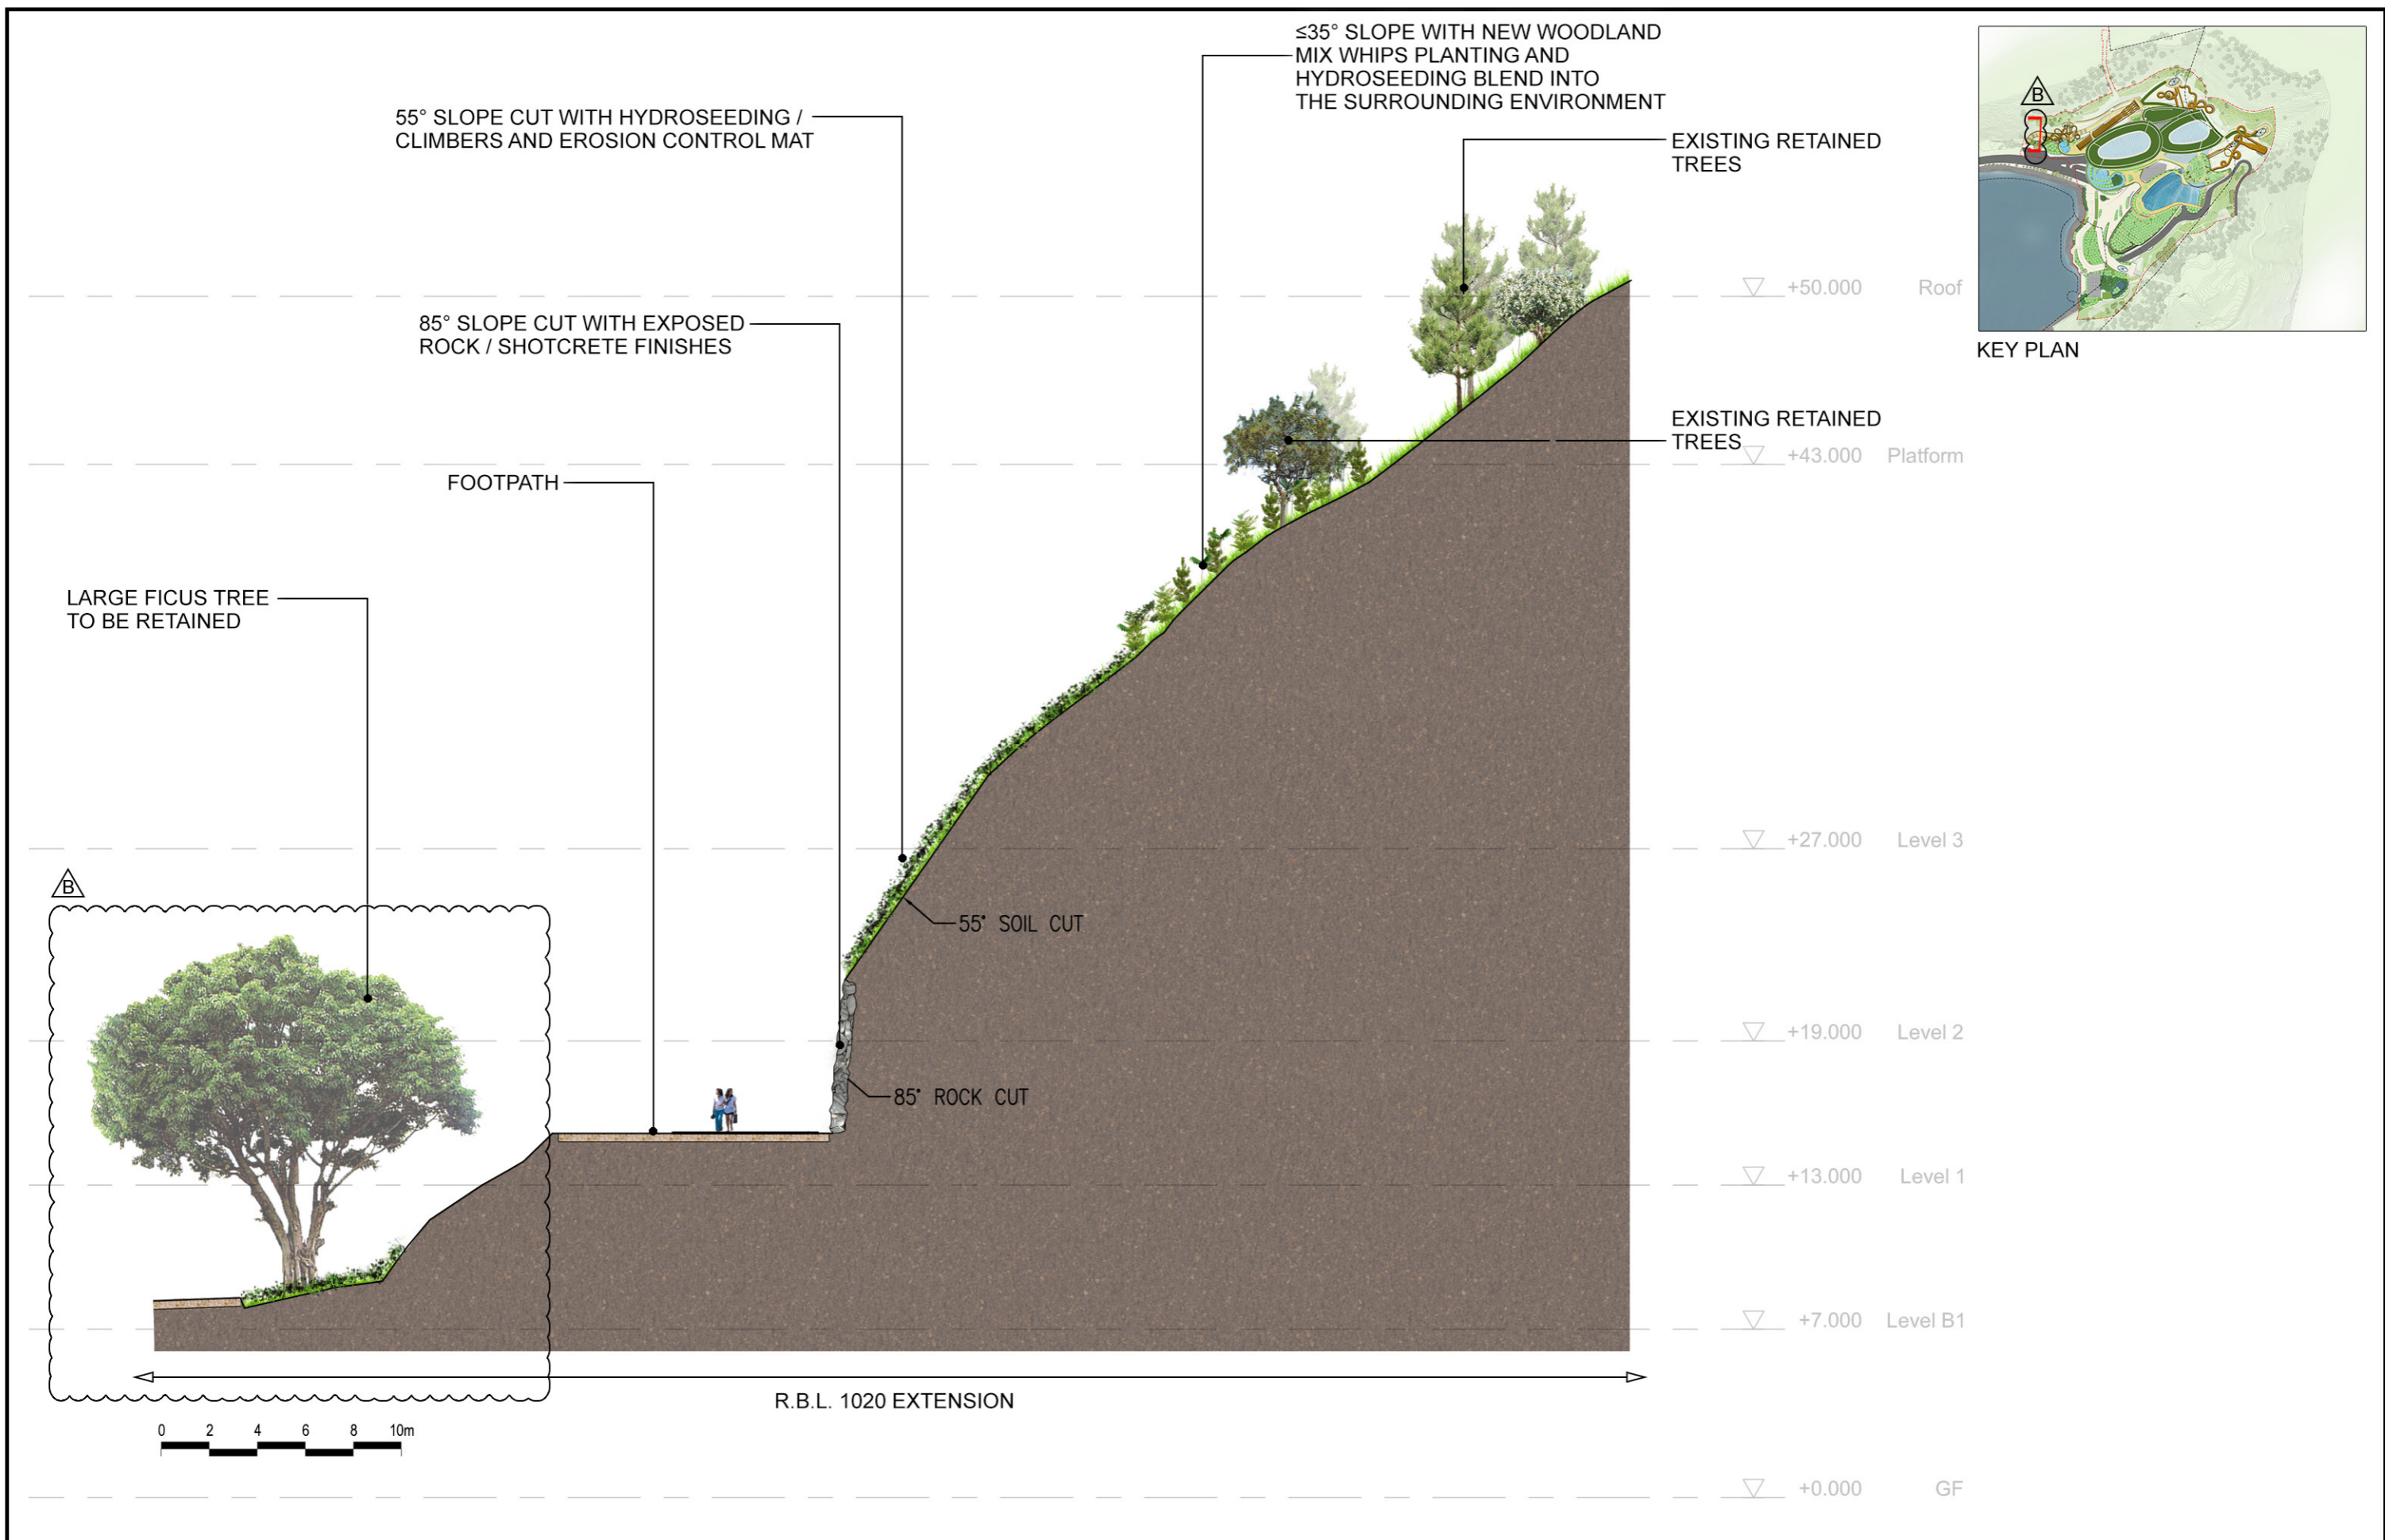 ≤35° SLOPE WITH NEW WOODLAND
MIX WHIPS PLANTING AND
HYDROSEEDING BLEND INTO
THE SURROUNDING ENVIRONMENT
55° SLOPE CUT WITH HYDROSEEDING /
CLIMBERS AND EROSION CONTROL MAT
EXISTING RETAINED
TREES
B
KEY PLAN
+50.000 Roof
85° SLOPE CUT WITH EXPOSED
ROCK / SHOTCRETE FINISHES
EXISTING RETAINED
TREES
+43.000 Platform
FOOTPATH
LARGE FICUS TREE
TO BE RETAINED
+27.000 Level 3
B
55° SOIL CUT
+19.000 Level 2
85° ROCK CUT
+13.000 Level 1
+7.000 Level B1
R.B.L. 1020 EXTENSION
0 2 4 6 8 10m
+0.000 GF